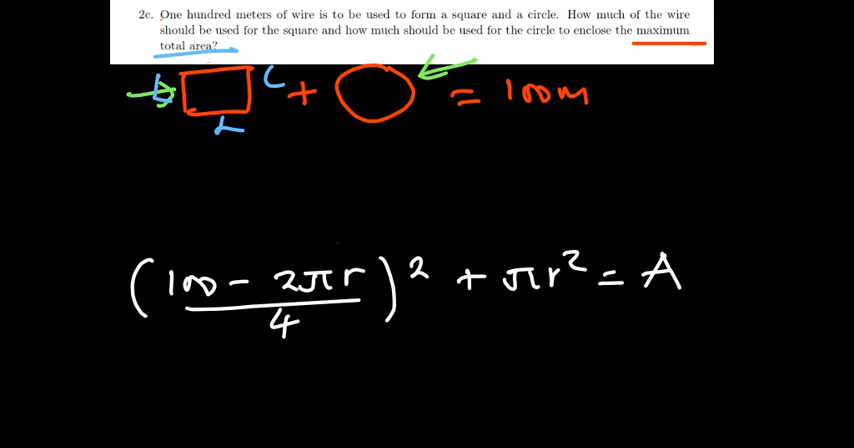 2c. One hundred meters of wire is to be used to form a square and a circle. How much of the wire
should be used for the square and how much should be used for the circle to enclose the maximum
total area?
L L + = 100m
L
(100 - 2πr / 4)² + πr² = A